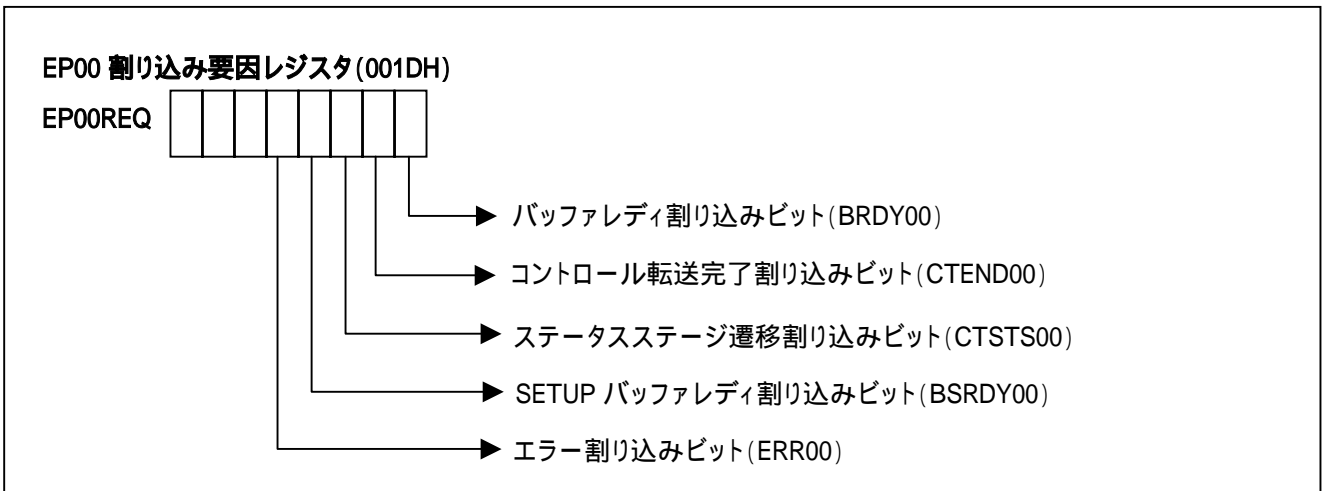 EP00 割り込み要因レジスタ(001DH)
EP00REQ
バッファレディ割り込みビット(BRDY00)
コントロール転送完了割り込みビット(CTEND00)
ステータスステージ遷移割り込みビット(CTSTS00)
SETUP バッファレディ割り込みビット(BSRDY00)
エラー割り込みビット(ERR00)